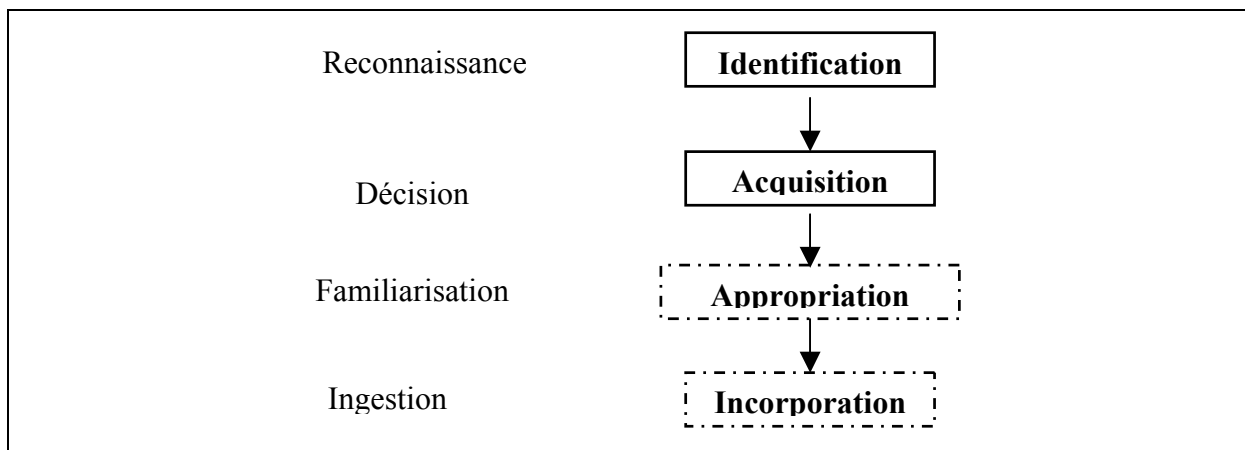 Reconnaissance
Identification
Décision
Acquisition
Familiarisation
Appropriation
Ingestion
Incorporation